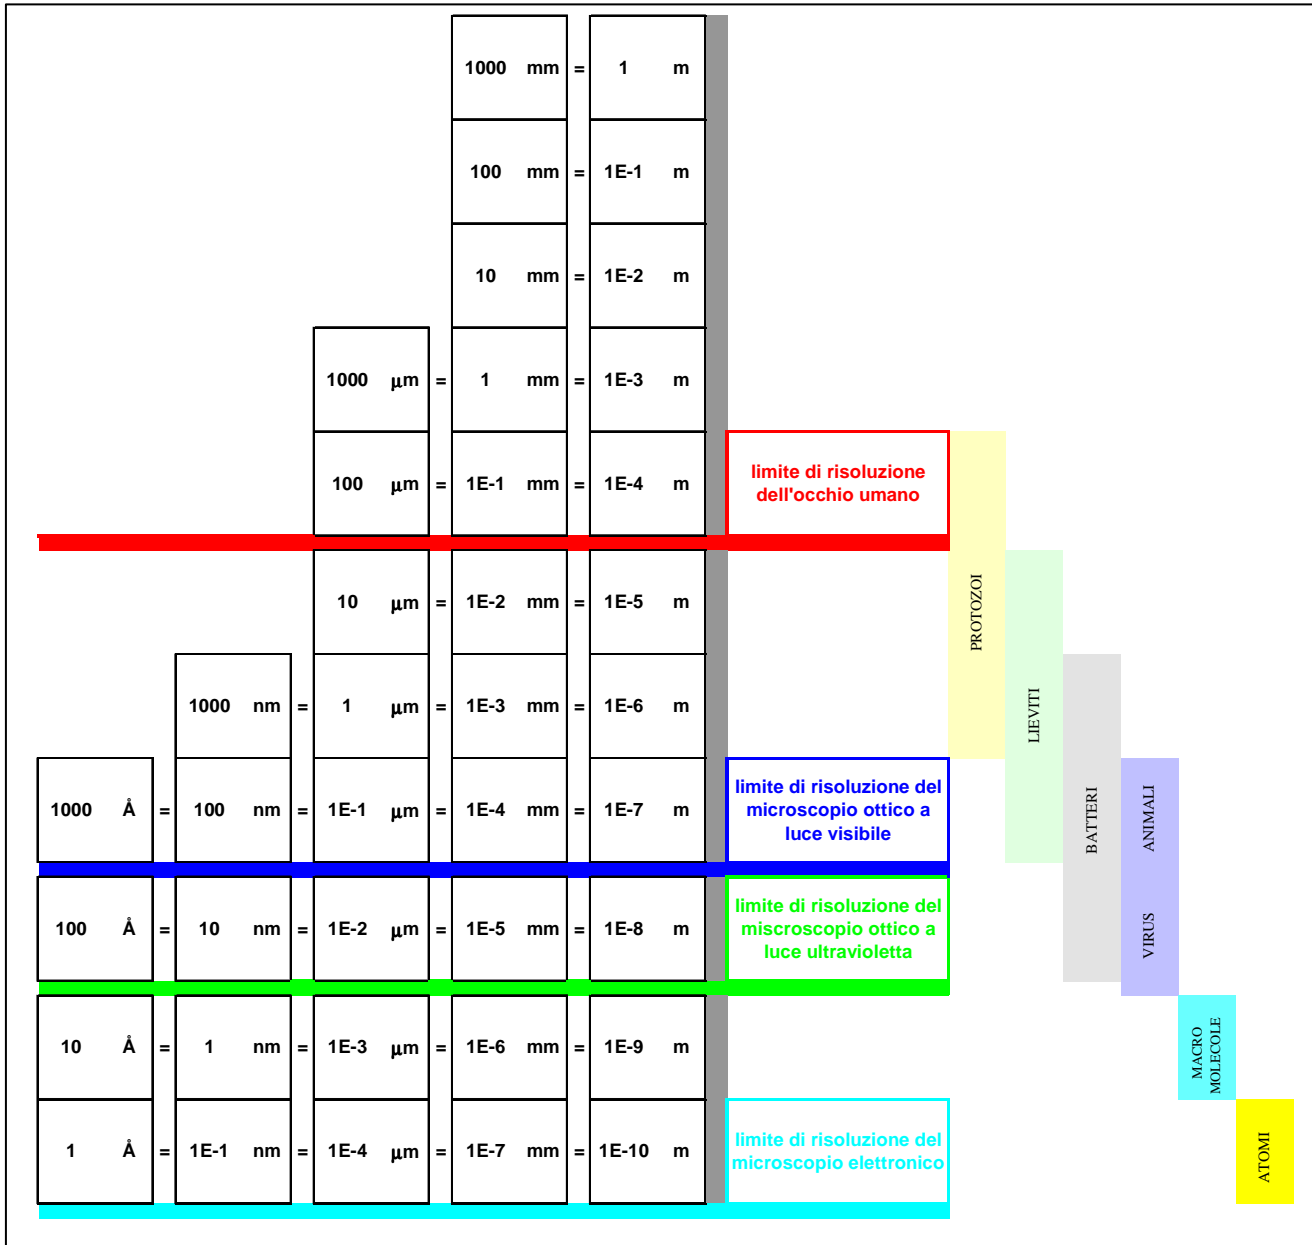 1000 mm = 1 m
100 mm = 1E-1 m
10 mm = 1E-2 m
1000 μm = 1 mm = 1E-3 m
100 μm = 1E-1 mm = 1E-4 m
limite di risoluzione
dell'occhio umano
10 μm = 1E-2 mm = 1E-5 m
1000 nm = 1 μm = 1E-3 mm = 1E-6 m
1000 Å = 100 nm = 1E-1 μm = 1E-4 mm = 1E-7 m
limite di risoluzione del
microscopio ottico a
luce visibile
100 Å = 10 nm = 1E-2 μm = 1E-5 mm = 1E-8 m
limite di risoluzione del
miscroscopio ottico a
luce ultravioletta
10 Å = 1 nm = 1E-3 μm = 1E-6 mm = 1E-9 m
1 Å = 1E-1 nm = 1E-4 μm = 1E-7 mm = 1E-10 m
limite di risoluzione del
microscopio elettronico
PROTOZOI
LIEVITI
BATTERI
VIRUS ANIMALI
MACRO
MOLECOLE
ATOMI